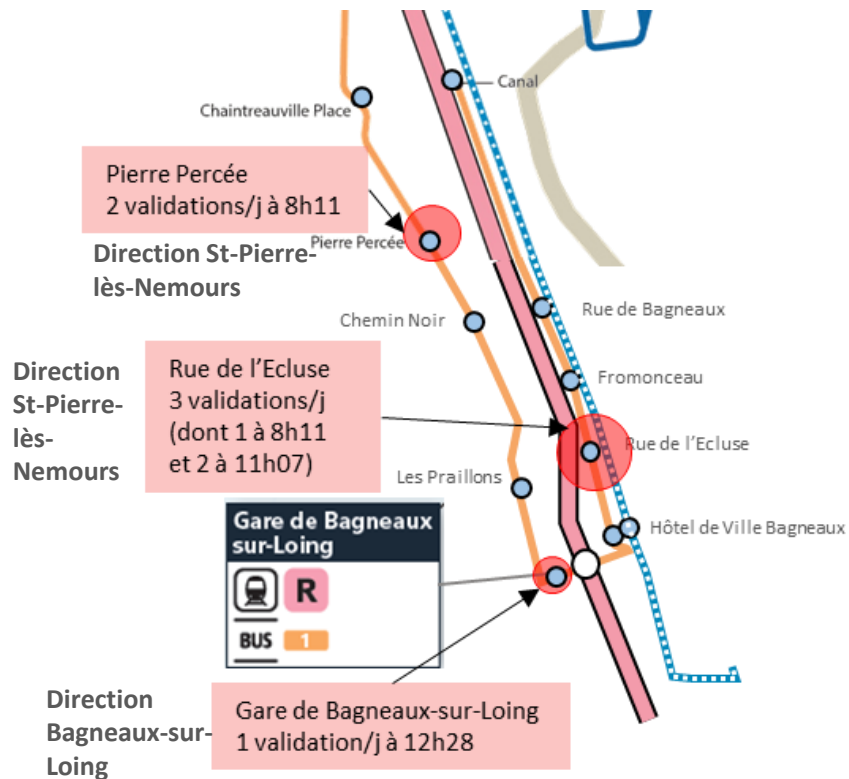 Canal
Chaintreauville Place
Pierre Percée
2 validations/j à 8h11
Pierre Percée
Direction St-Pierre-
lès-Nemours
Rue de Bagneaux
Chemin Noir
Direction
St-Pierre-
lès-
Nemours
Rue de l’Ecluse
3 validations/j
(dont 1 à 8h11
et 2 à 11h07)
Fromonceau
Rue de l’Ecluse
Les Praillons
Gare de Bagneaux
sur-Loing
R
BUS 1
Hôtel de Ville Bagneaux
Direction
Bagneaux-sur-
Loing
Gare de Bagneaux-sur-Loing
1 validation/j à 12h28